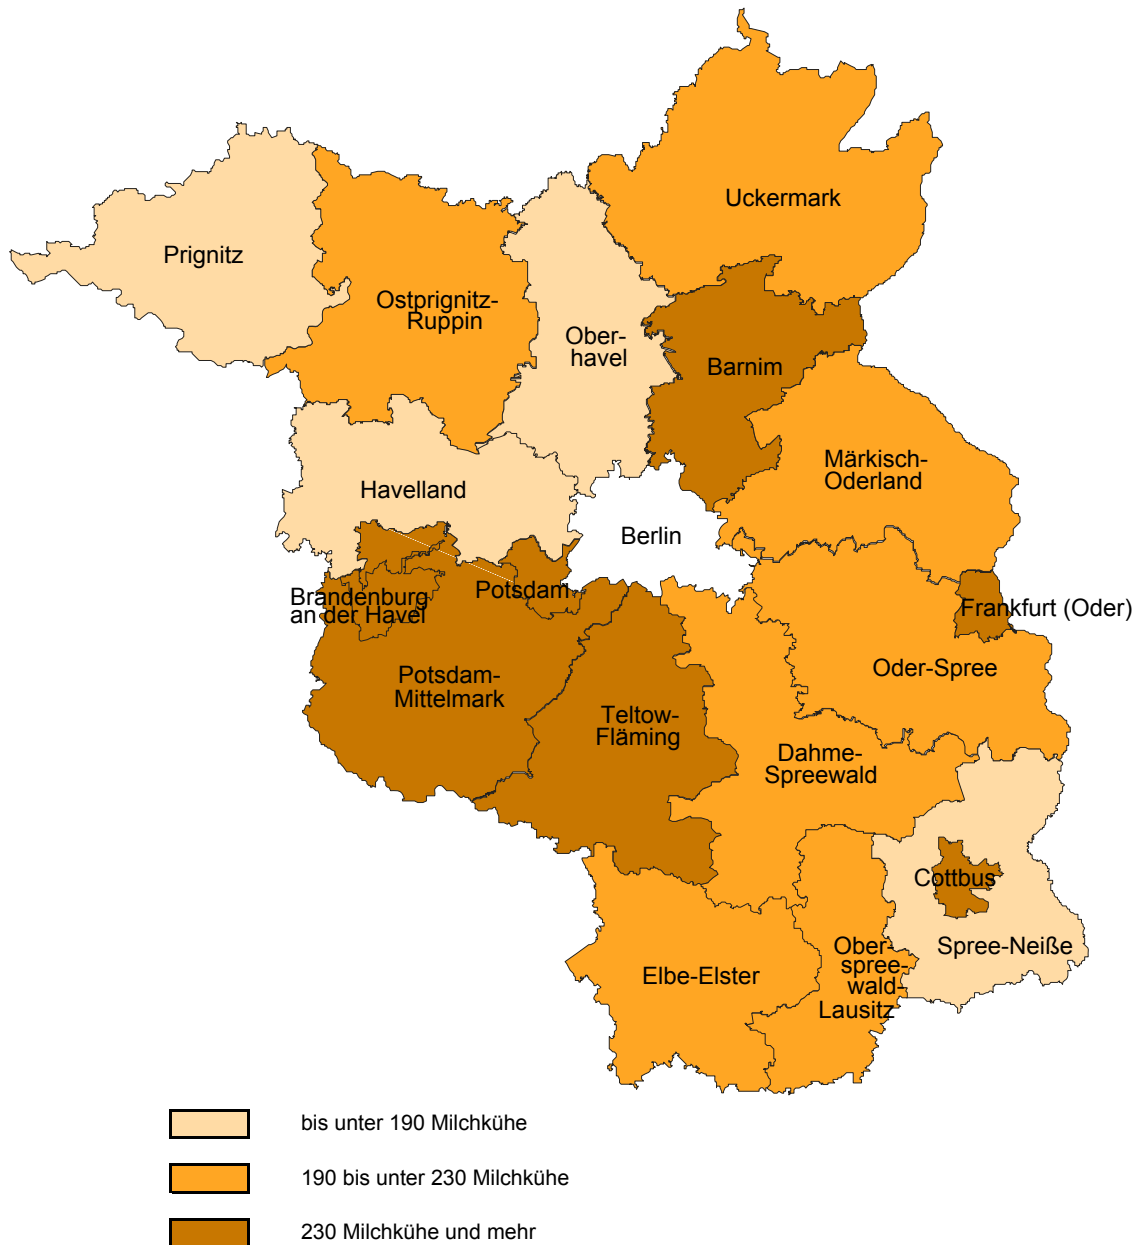 Uckermark
Prignitz
Ostprignitz-
Ruppin
Ober-
havel
Barnim
Märkisch-
Oderland
Havelland
Berlin
Brandenburg
an der Havel
Potsdam
Frankfurt (Oder)
Potsdam-
Mittelmark
Oder-Spree
Teltow-
Fläming
Dahme-
Spreewald
Cottbus
Spree-Neiße
Elbe-Elster
Ober-
spree-
wald-
Lausitz
bis unter 190 Milchkühe
190 bis unter 230 Milchkühe
230 Milchkühe und mehr